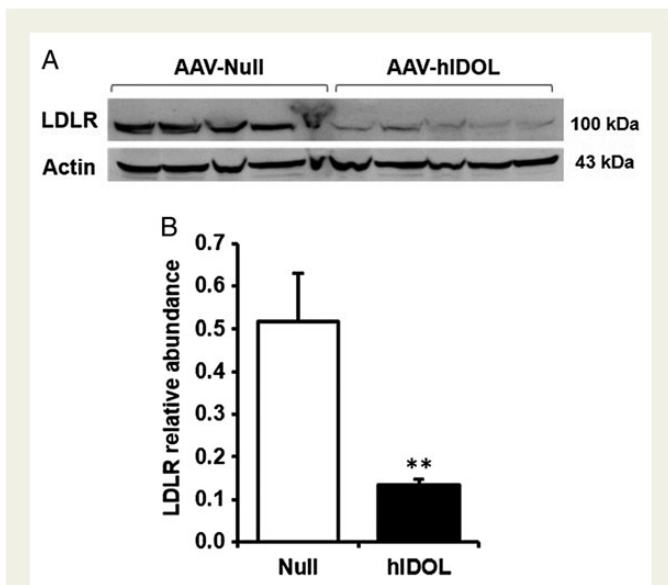 A
AAV-Null AAV-hIDOL
LDLR 100 kDa
Actin 43 kDa
B
LDLR relative abundance
0.7
0.6
0.5
0.4
0.3
0.2
0.1
0.0
**
Null hIDOL